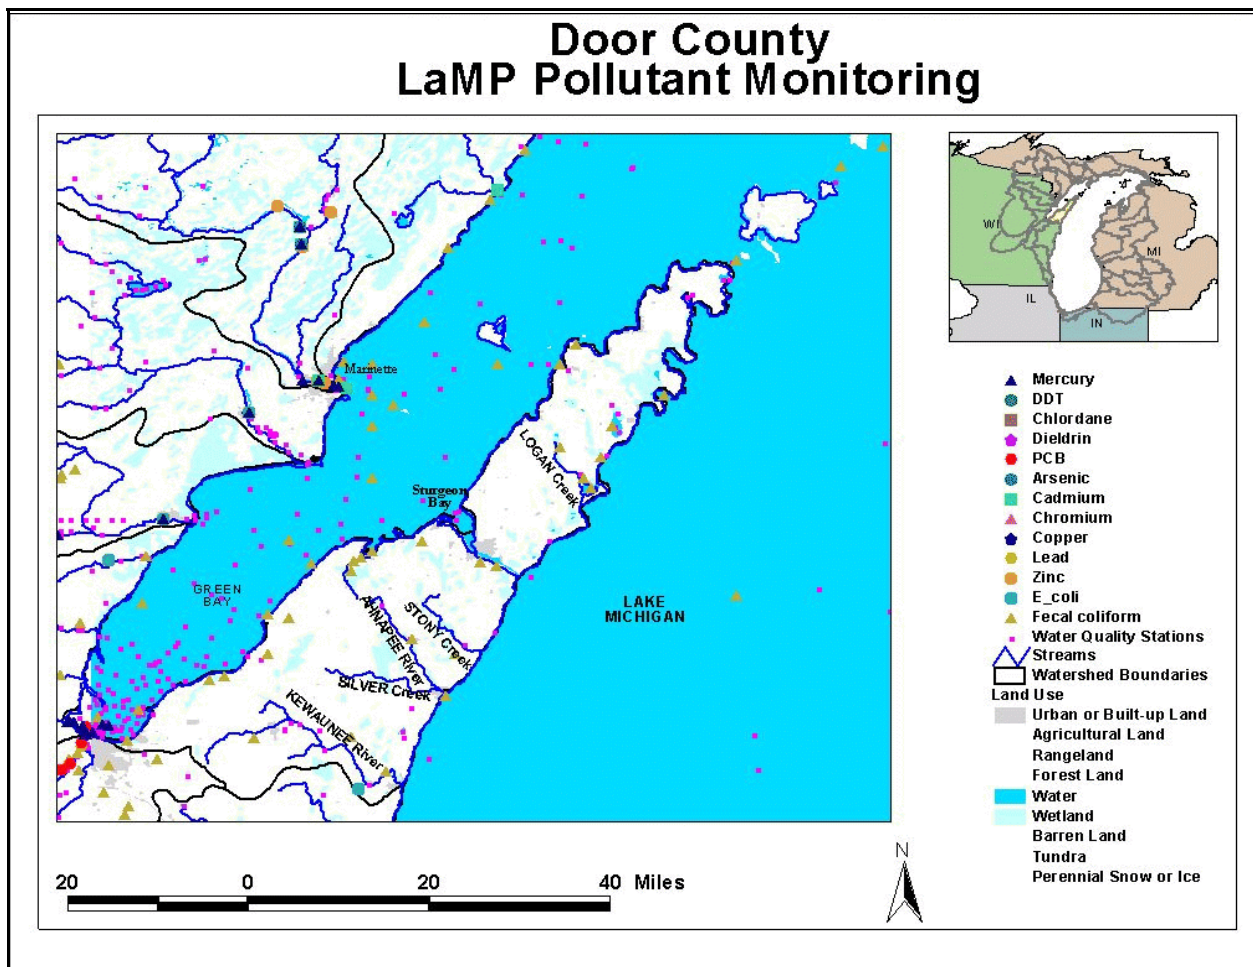 Door County
LaMP Pollutant Monitoring
Marinette
Sturgeon
Bay
LOGAN Creek
GREEN
BAY
LAKE
MICHIGAN
AHNAPEE River
STONY Creek
SILVER Creek
KEWAUNEE River
WI
MI
IL
IN
Mercury
DDT
Chlordane
Dieldrin
PCB
Arsenic
Cadmium
Chromium
Copper
Lead
Zinc
E_coli
Fecal coliform
Water Quality Stations
Streams
Watershed Boundaries
Land Use
Urban or Built-up Land
Agricultural Land
Rangeland
Forest Land
Water
Wetland
Barren Land
Tundra
Perennial Snow or Ice
20 0 20 40 Miles
N